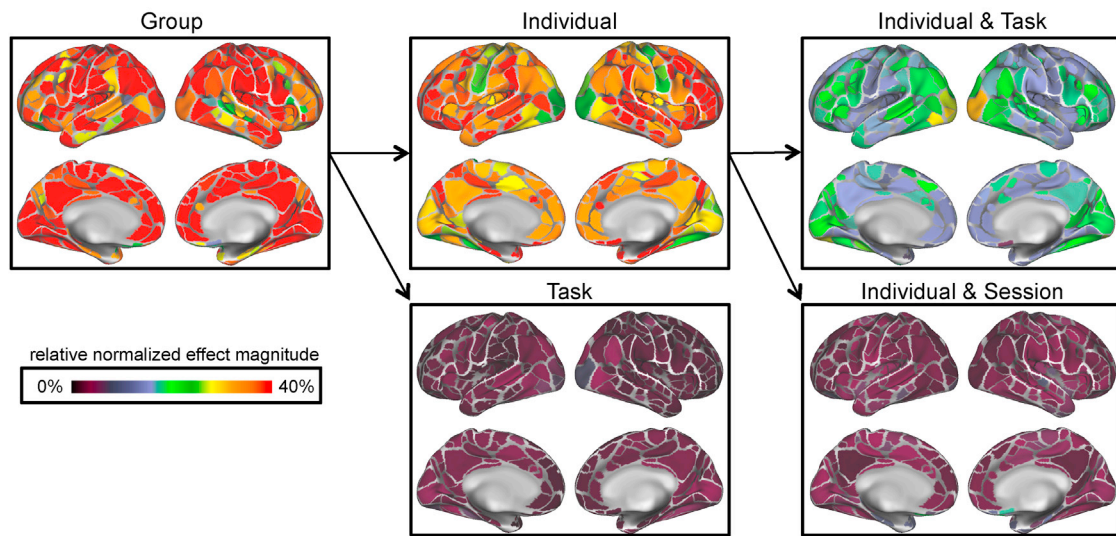 Group
Individual
Individual & Task
Task
Individual & Session
relative normalized effect magnitude
0%
40%